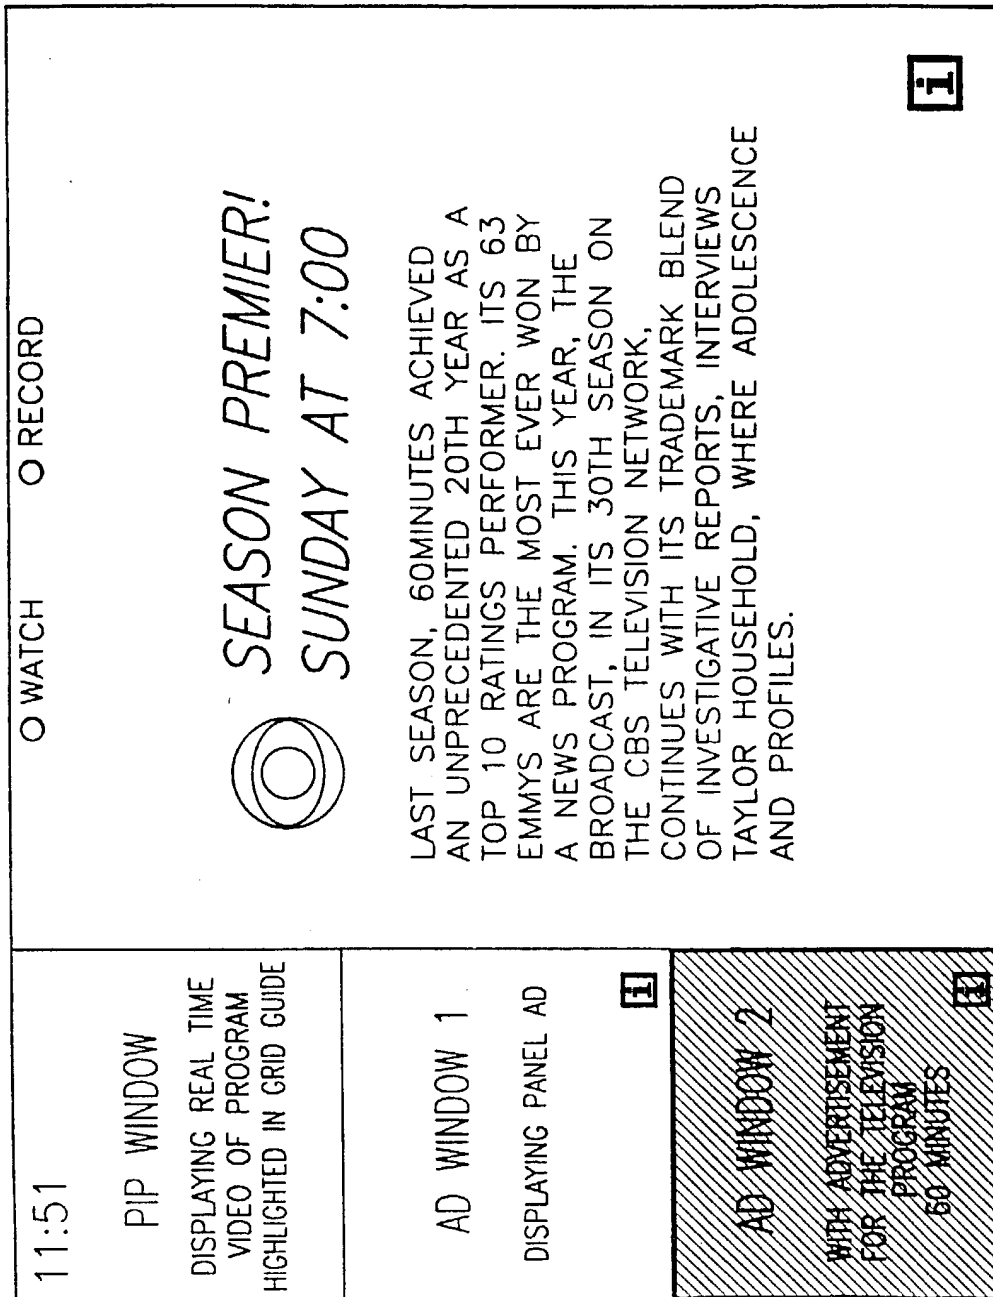 11:51
PIP WINDOW
DISPLAYING REAL TIME
VIDEO OF PROGRAM
HIGHLIGHTED IN GRID GUIDE
AD WINDOW 1
DISPLAYING PANEL AD
i
AD WINDOW 2
WITH ADVERTISEMENT
FOR THE TELEVISION
PROGRAM
60 MINUTES
i
WATCH
RECORD
SEASON PREMIER!
SUNDAY AT 7:00
LAST SEASON, 60MINUTES ACHIEVED
AN UNPRECEDENTED 20TH YEAR AS A
TOP 10 RATINGS PERFORMER. ITS 63
EMMYS ARE THE MOST EVER WON BY
A NEWS PROGRAM. THIS YEAR, THE
BROADCAST, IN ITS 30TH SEASON ON
THE CBS TELEVISION NETWORK,
CONTINUES WITH ITS TRADEMARK BLEND
OF INVESTIGATIVE REPORTS, INTERVIEWS
TAYLOR HOUSEHOLD, WHERE ADOLESCENCE
AND PROFILES.
i